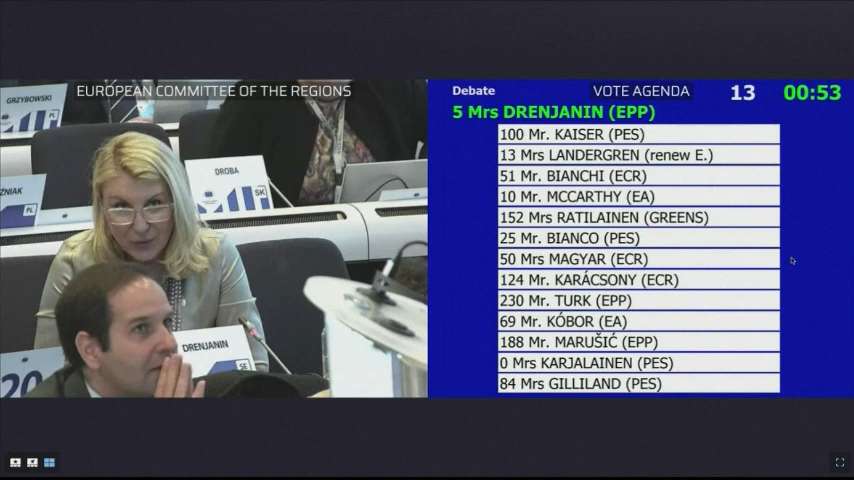 EUROPEAN COMMITTEE OF THE REGIONS
GRZYBOWSKI
PL
DROBA
SK
ŹNIAK
PL
DRENJANIN
SE
20
Debate
VOTE AGENDA
13
00:53
5 Mrs DRENJANIN (EPP)
100 Mr. KAISER (PES)
13 Mrs LANDERGREN (renew E.)
51 Mr. BIANCHI (ECR)
10 Mr. MCCARTHY (EA)
152 Mrs RATILAINEN (GREENS)
25 Mr. BIANCO (PES)
50 Mrs MAGYAR (ECR)
124 Mr. KARÁCSONY (ECR)
230 Mr. TURK (EPP)
69 Mr. KÓBOR (EA)
188 Mr. MARUŠIĆ (EPP)
0 Mrs KARJALAINEN (PES)
84 Mrs GILLILAND (PES)